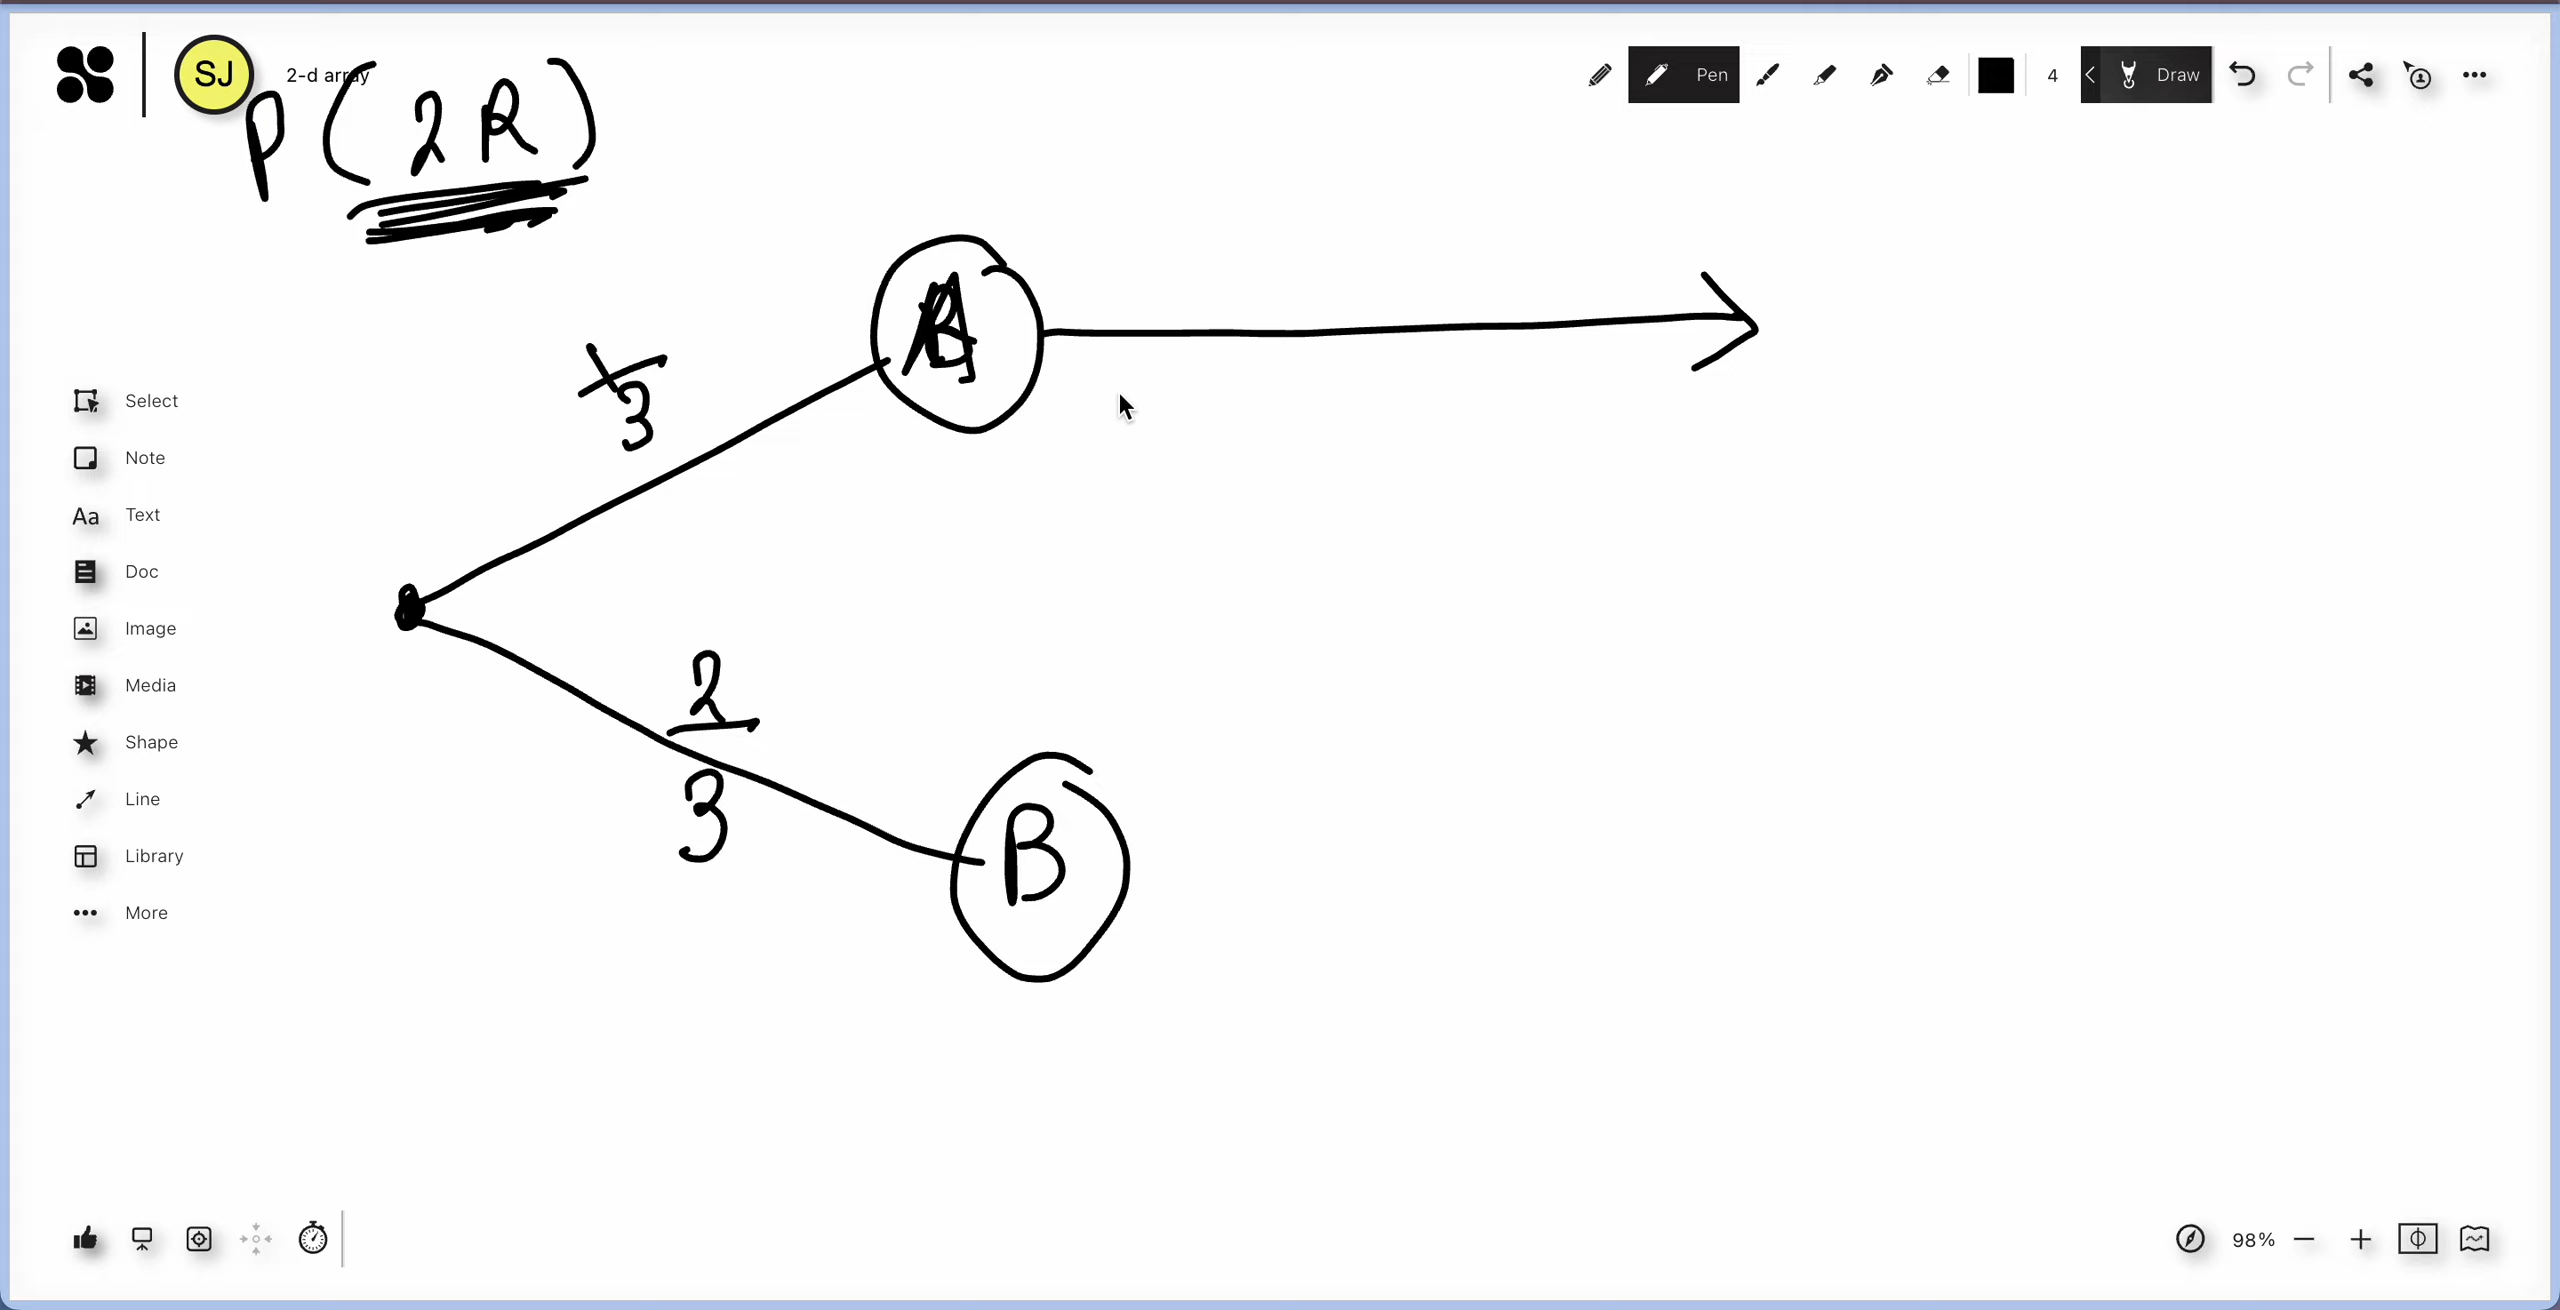 SJ
2-d array
Pen
4
Draw
P(2R)
1
3
A
Select
Note
Text
Doc
Image
Media
Shape
Line
Library
More
2
3
B
98%